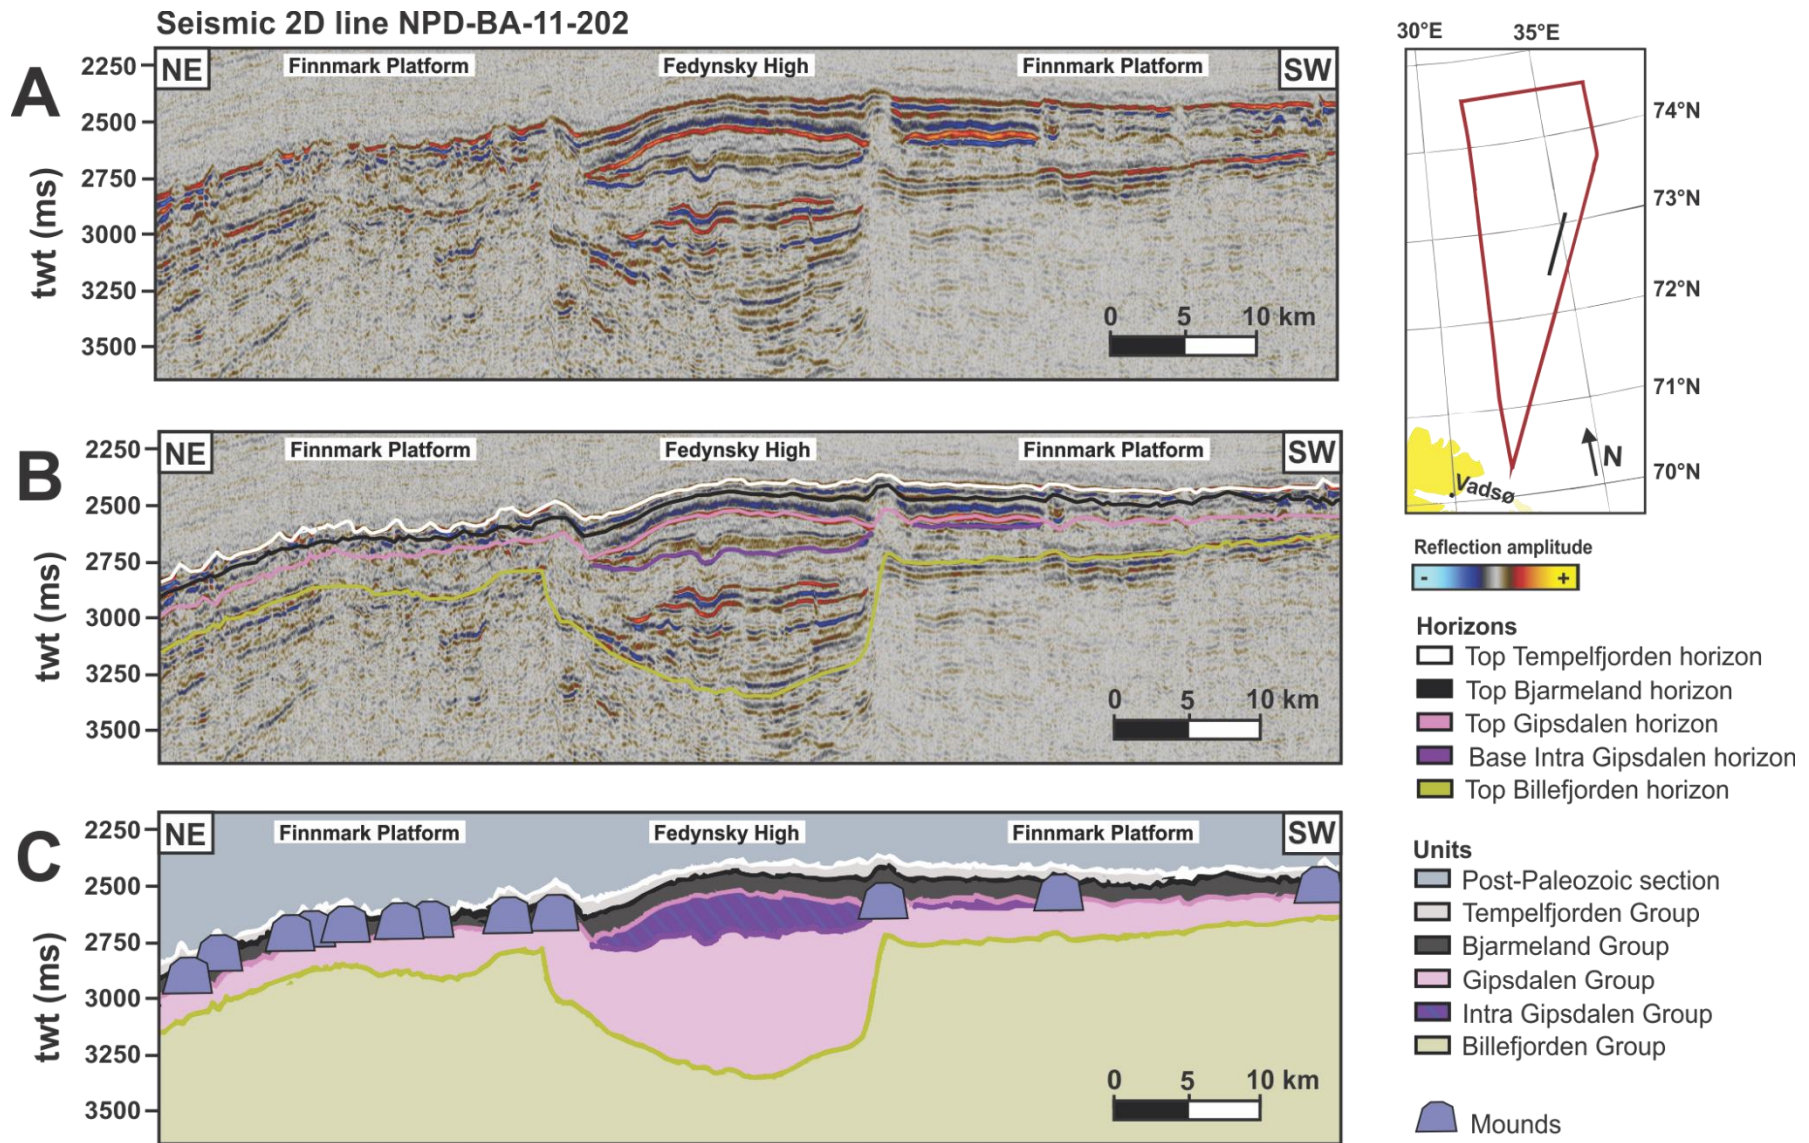 Seismic 2D line NPD-BA-11-202
A
NE
Finnmark Platform
Fedynsky High
Finnmark Platform
SW
twt (ms)
2250
2500
2750
3000
3250
3500
0 5 10 km
B
NE
Finnmark Platform
Fedynsky High
Finnmark Platform
SW
twt (ms)
2250
2500
2750
3000
3250
3500
0 5 10 km
C
NE
Finnmark Platform
Fedynsky High
Finnmark Platform
SW
twt (ms)
2250
2500
2750
3000
3250
3500
0 5 10 km
30°E 35°E
74°N
73°N
72°N
71°N
70°N
N
Vadsø
Reflection amplitude
- +
Horizons
Top Tempelfjorden horizon
Top Bjarmeland horizon
Top Gipsdalen horizon
Base Intra Gipsdalen horizon
Top Billefjorden horizon
Units
Post-Paleozoic section
Tempelfjorden Group
Bjarmeland Group
Gipsdalen Group
Intra Gipsdalen Group
Billefjorden Group
Mounds